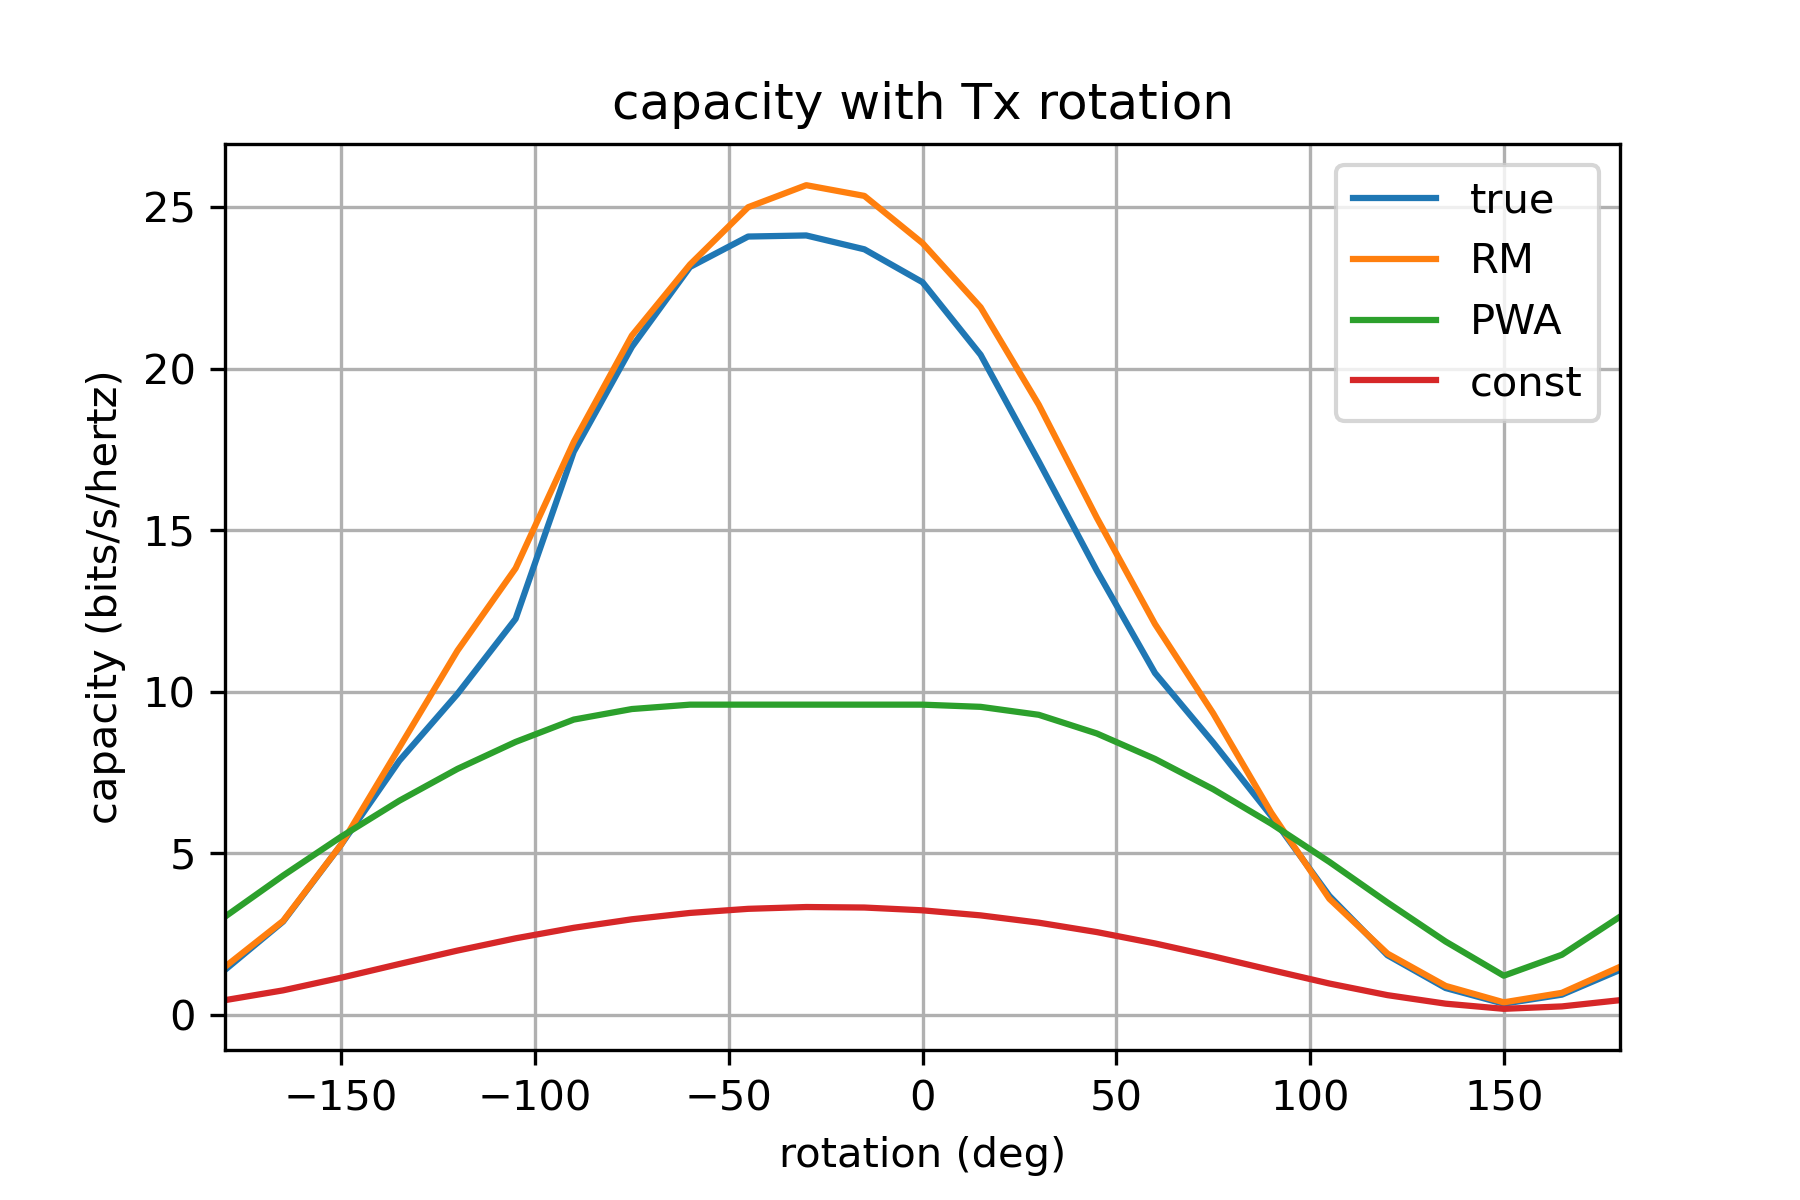 capacity with Tx rotation
capacity (bits/s/hertz)
25
20
15
10
5
0
true
RM
PWA
const
−150
−100
−50
0
50
100
150
rotation (deg)